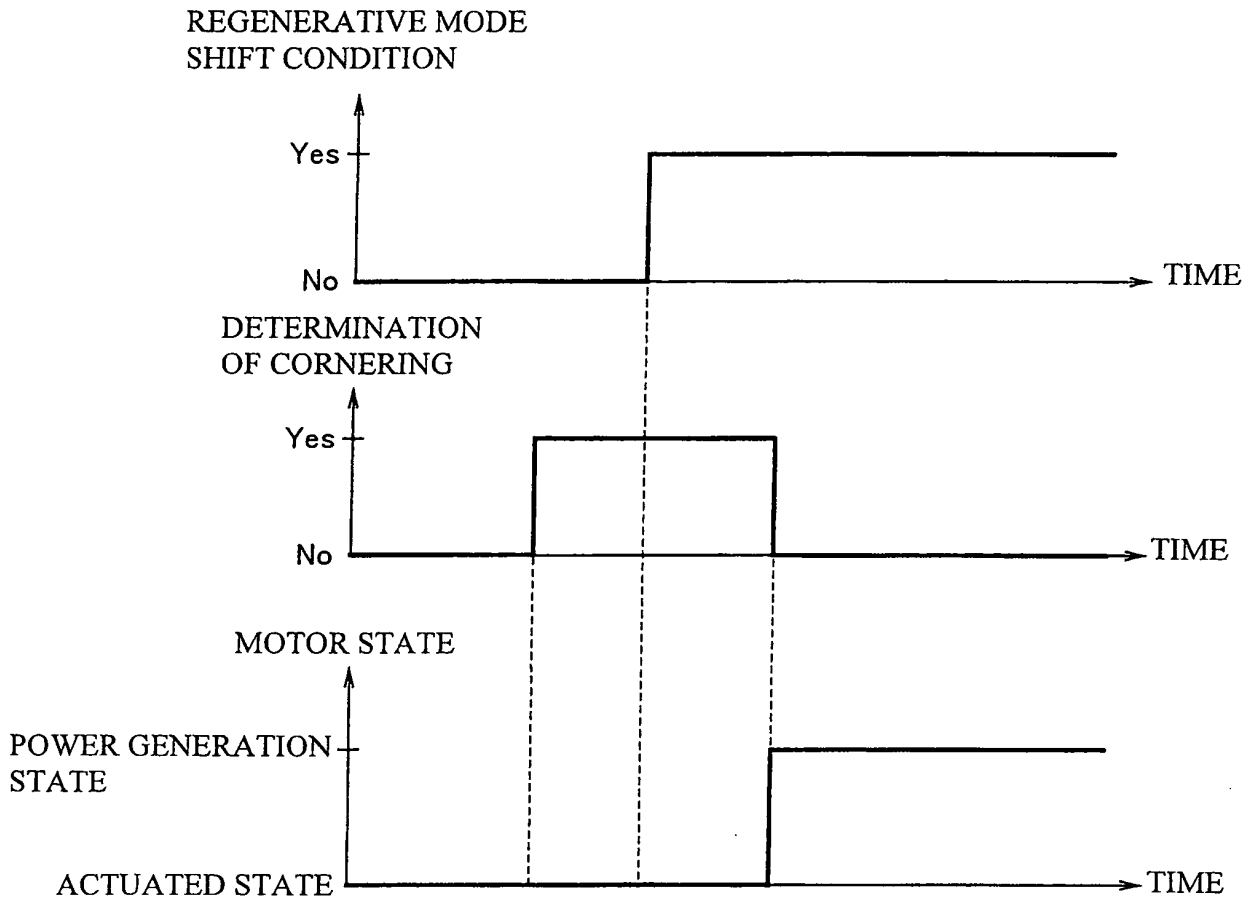 REGENERATIVE MODE
SHIFT CONDITION
Yes
No
TIME
DETERMINATION
OF CORNERING
Yes
No
TIME
MOTOR STATE
POWER GENERATION
STATE
ACTUATED STATE
TIME